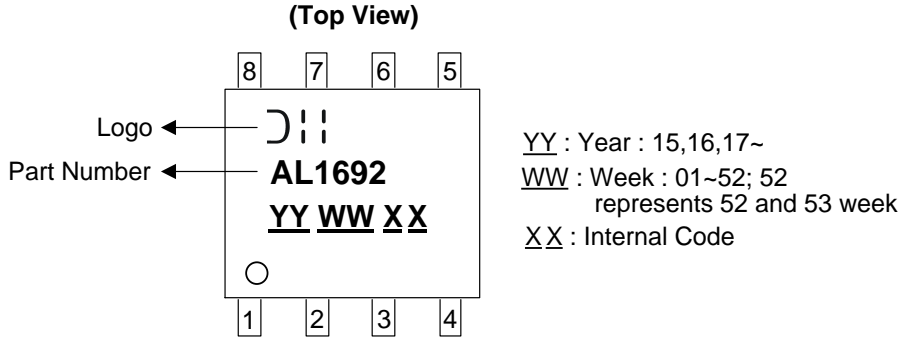 (Top View)
8 7 6 5
Logo
Part Number
AL1692
YY WW X X
1 2 3 4
YY : Year : 15,16,17~
WW : Week : 01~52; 52
represents 52 and 53 week
X X : Internal Code